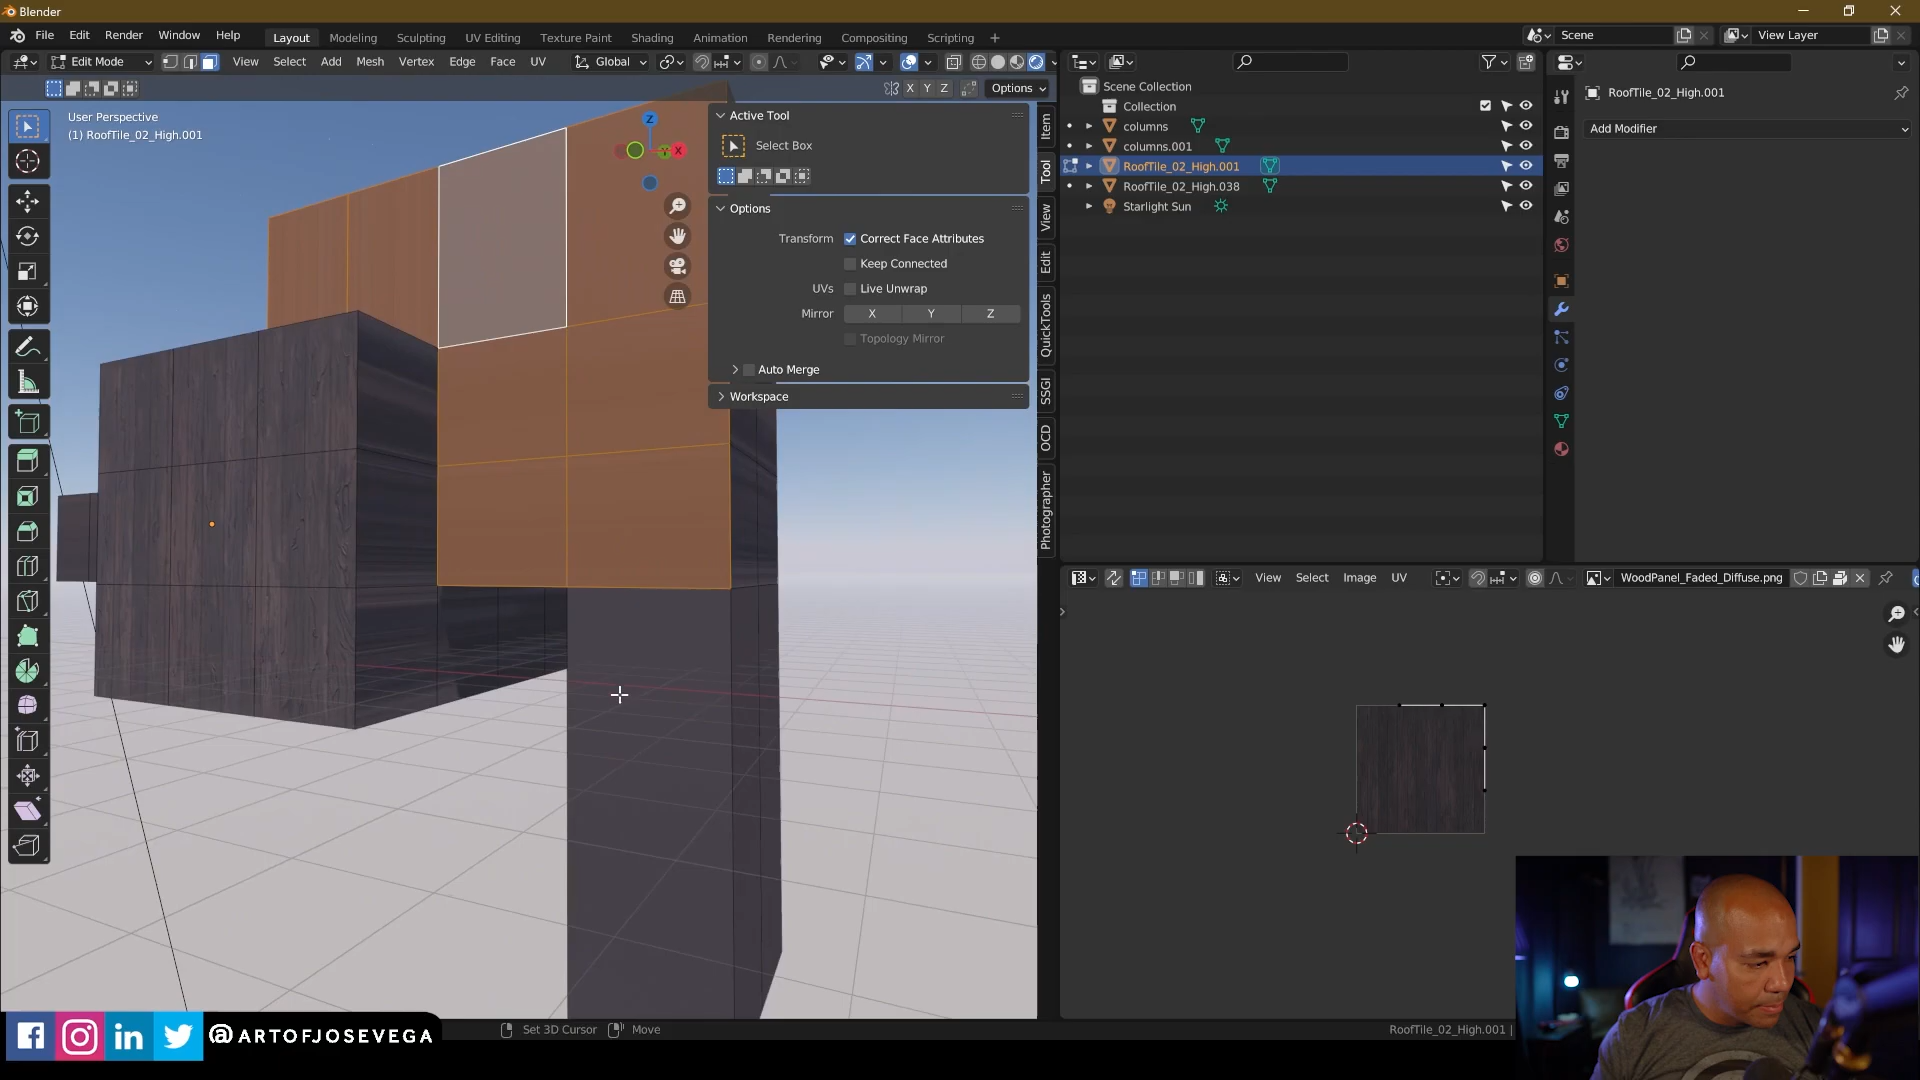 Blender
File Edit Render Window Help Layout Modeling Sculpting UV Editing Texture Paint Shading Animation Rendering Compositing Scripting +
Scene
View Layer
Edit Mode View Select Add Mesh Vertex Edge Face UV Global
X Y Z Options
User Perspective
(1) RoofTile_02_High.001
Z
Y
X
Active Tool
Select Box
Options
Transform Correct Face Attributes
Keep Connected
UVs Live Unwrap
Mirror X Y Z
Topology Mirror
Auto Merge
Workspace
Item
Tool
View
Edit
QuickTools
SSGI
OCD
Photographer
Scene Collection
Collection
columns
columns.001
RoofTile_02_High.001
RoofTile_02_High.038
Starlight Sun
RoofTile_02_High.001
Add Modifier
View Select Image UV
WoodPanel_Faded_Diffuse.png
@ARTOFJOSEVEGA
Set 3D Cursor Move
RoofTile_02_High.001 |